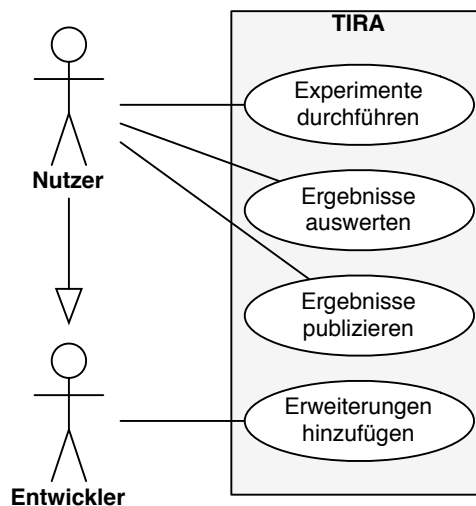 TIRA
Experimente
durchführen
Nutzer
Ergebnisse
auswerten
Ergebnisse
publizieren
Erweiterungen
hinzufügen
Entwickler